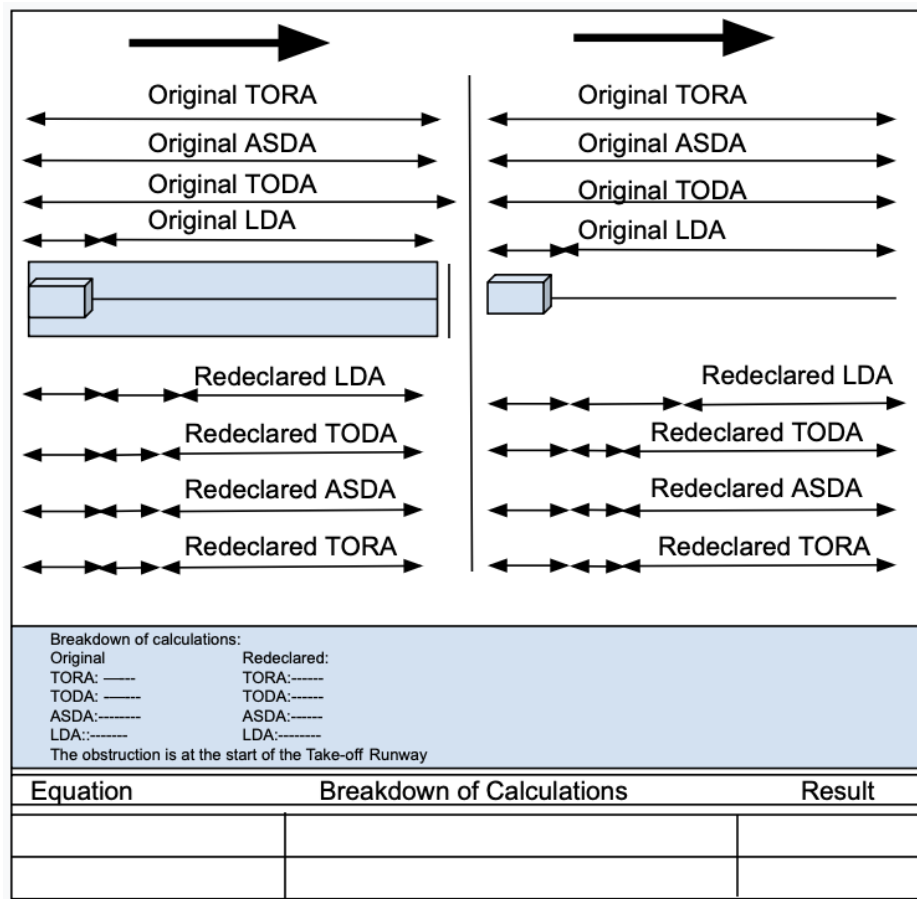 Original TORA
Original ASDA
Original TODA
Original LDA
Redeclared LDA
Redeclared TODA
Redeclared ASDA
Redeclared TORA
Original TORA
Original ASDA
Original TODA
Original LDA
Redeclared LDA
Redeclared TODA
Redeclared ASDA
Redeclared TORA
Breakdown of calculations:
Original Redeclared:
TORA: ------ TORA:------
TODA: ------- TODA:------
ASDA:-------- ASDA:------
LDA::------- LDA:--------
The obstruction is at the start of the Take-off Runway
Equation Breakdown of Calculations Result